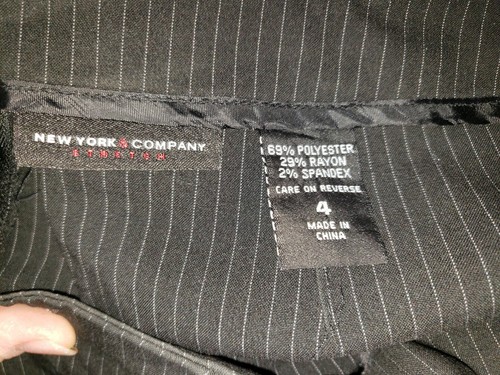 NEW YORK & COMPANY
STRETCH
69% POLYESTER
29% RAYON
2% SPANDEX
CARE ON REVERSE
4
MADE IN
CHINA